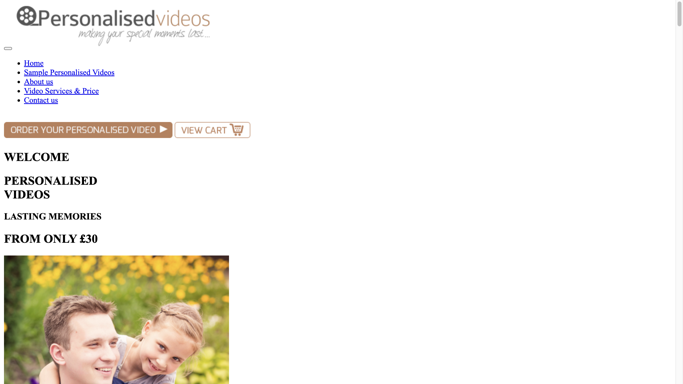 Personalisedvideos
making your special moments last....
Home
Sample Personalised Videos
About us
Video Services & Price
Contact us
ORDER YOUR PERSONALISED VIDEO
VIEW CART
WELCOME
PERSONALISED
VIDEOS
LASTING MEMORIES
FROM ONLY £30